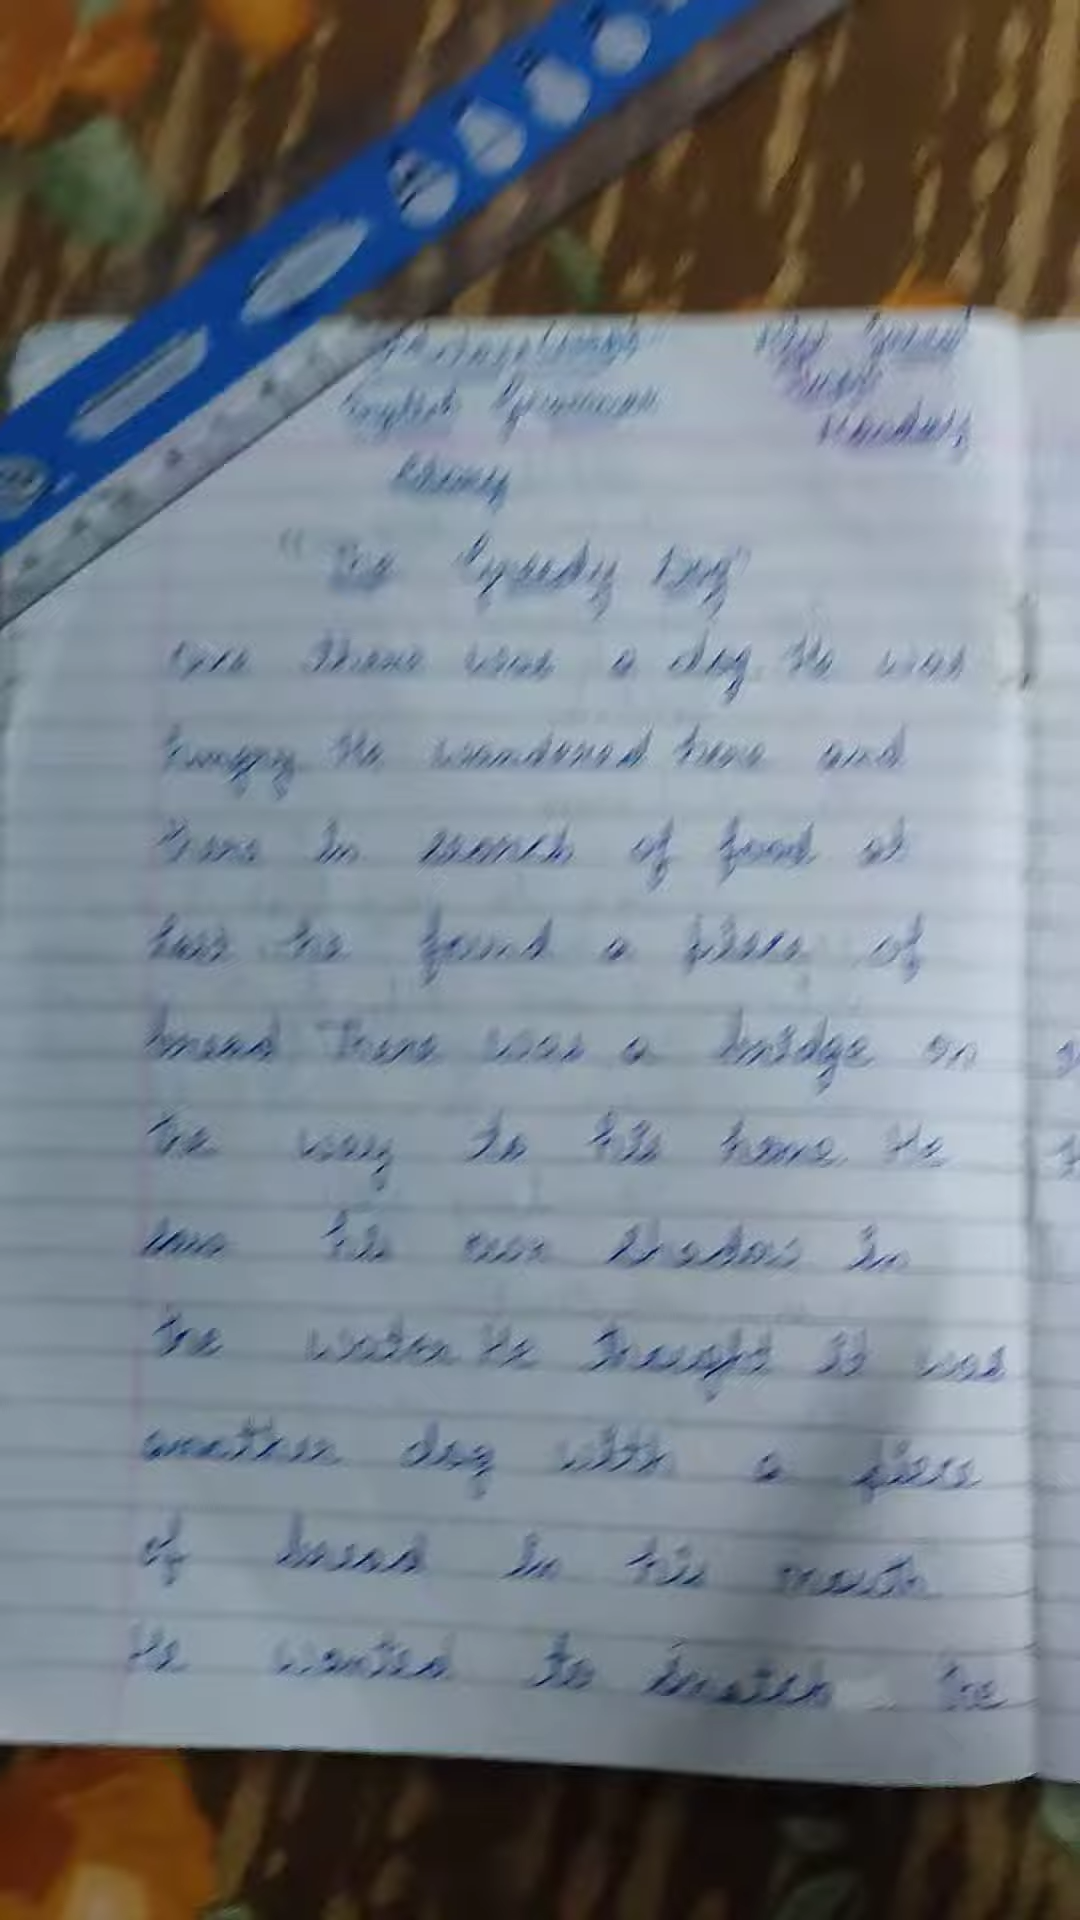 English Grammar
Monday
"The Greedy Dog"
once there was a dog. He was
hungry. He wandered here and
there In search of food at
last he found a piece of
bread There was a bridge on
the way to his home. He
saw his own shadow In
the water He thought It was
another dog with a piece
of bread In his mouth.
He wanted to snatch the